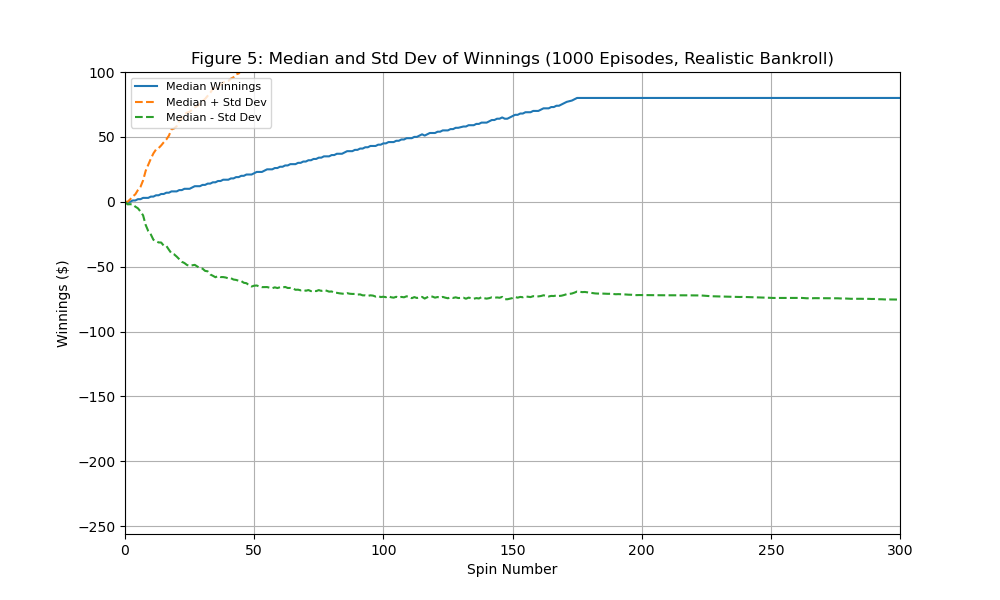 Figure 5: Median and Std Dev of Winnings (1000 Episodes, Realistic Bankroll)
Median Winnings
Median + Std Dev
Median - Std Dev
Winnings ($)
100
50
0
−50
−100
−150
−200
−250
0 50 100 150 200 250 300
Spin Number